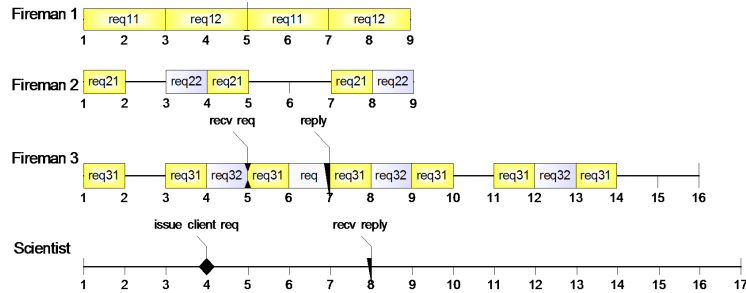 Fireman 1
req11 req12 req11 req12
1 2 3 4 5 6 7 8 9
Fireman 2
req21 req22 req21 req21 req22
1 2 3 4 5 6 7 8 9
recv req reply
Fireman 3
req31 req31 req32 req31 req req31 req32 req31 req31 req32 req31
1 2 3 4 5 6 7 8 9 10 11 12 13 14 15 16
issue client req recv reply
Scientist
1 2 3 4 5 6 7 8 9 10 11 12 13 14 15 16 17